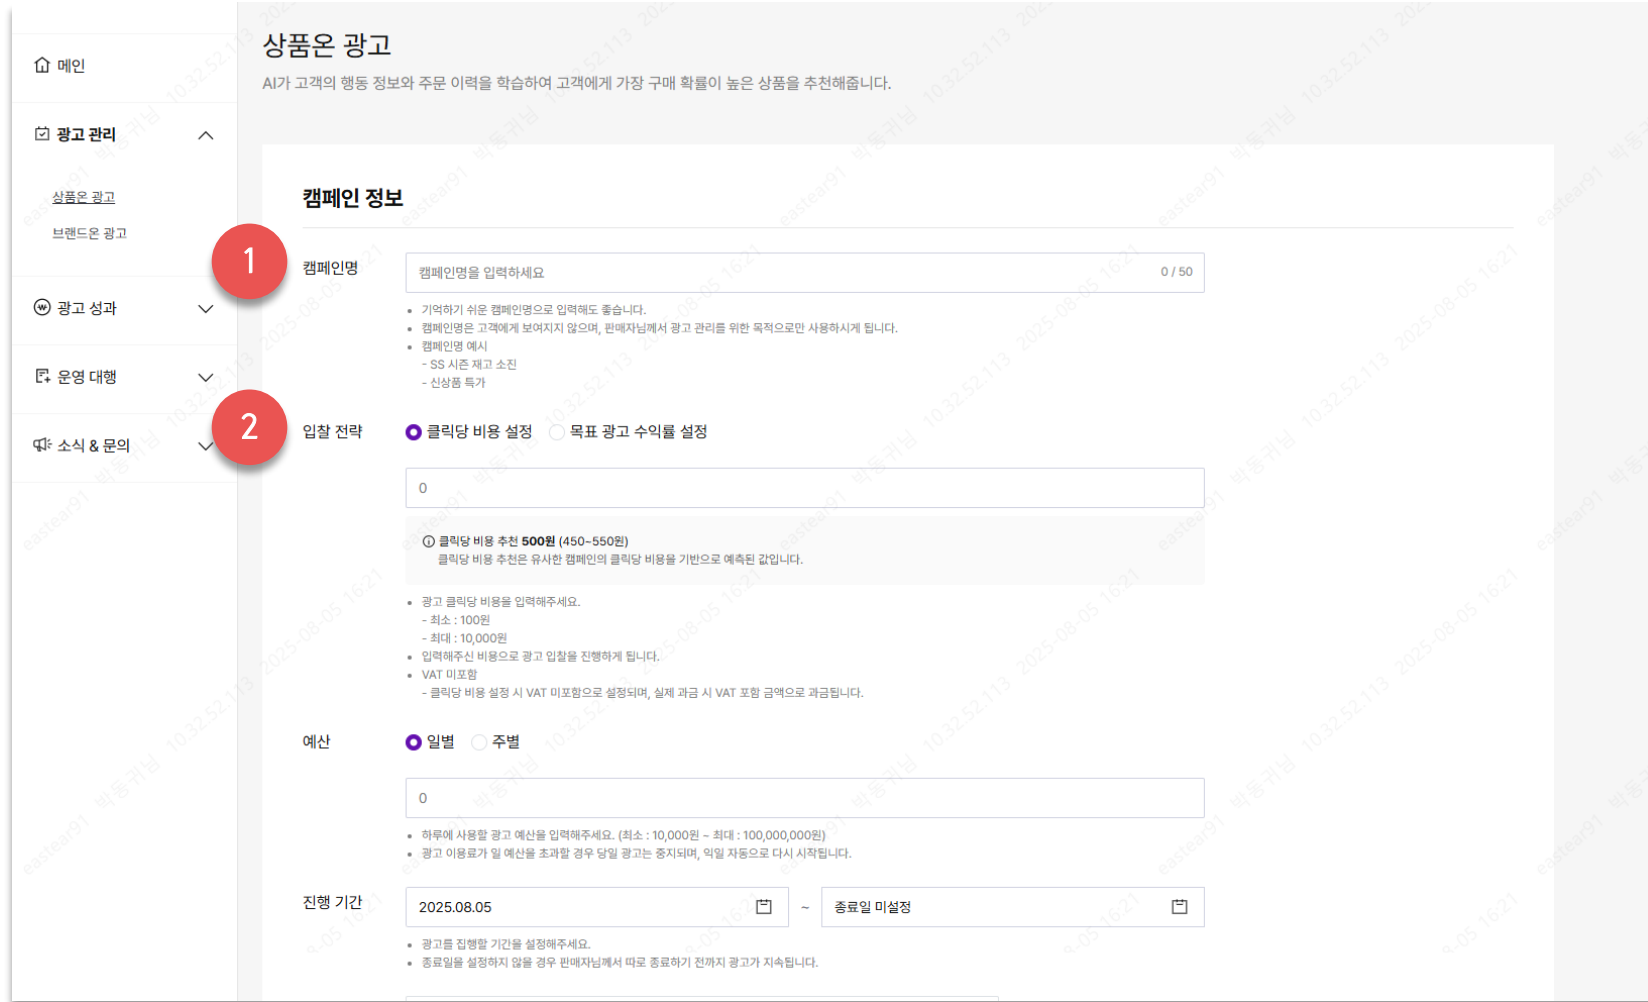 메인
광고 관리
상품온 광고
브랜드온 광고
광고 성과
운영 대행
소식 & 문의
상품온 광고
AI가 고객의 행동 정보와 주문 이력을 학습하여 고객에게 가장 구매 확률이 높은 상품을 추천해줍니다.
캠페인 정보
1
캠페인명
캠페인명을 입력하세요
0 / 50
기억하기 쉬운 캠페인명으로 입력해도 좋습니다.
캠페인명은 고객에게 보여지지 않으며, 판매자님께서 광고 관리를 위한 목적으로만 사용하시게 됩니다.
캠페인명 예시
- SS 시즌 재고 소진
- 신상품 특가
2
입찰 전략
클릭당 비용 설정
목표 광고 수익률 설정
0
클릭당 비용 추천 500원 (450~550원)
클릭당 비용 추천은 유사한 캠페인의 클릭당 비용을 기반으로 예측된 값입니다.
광고 클릭당 비용을 입력해주세요.
- 최소 : 100원
- 최대 : 10,000원
입력해주신 비용으로 광고 입찰을 진행하게 됩니다.
VAT 미포함
- 클릭당 비용 설정 시 VAT 미포함으로 설정되며, 실제 과금 시 VAT 포함 금액으로 과금됩니다.
예산
일별
주별
0
하루에 사용할 광고 예산을 입력해주세요. (최소 : 10,000원 ~ 최대 : 100,000,000원)
광고 이용료가 일 예산을 초과할 경우 당일 광고는 중지되며, 익일 자동으로 다시 시작됩니다.
진행 기간
2025.08.05
~
종료일 미설정
광고를 집행할 기간을 설정해주세요.
종료일을 설정하지 않을 경우 판매자님께서 따로 종료하기 전까지 광고가 지속됩니다.
eastear91 박동귀님 10.32.52.113 2025-08-05 16:21